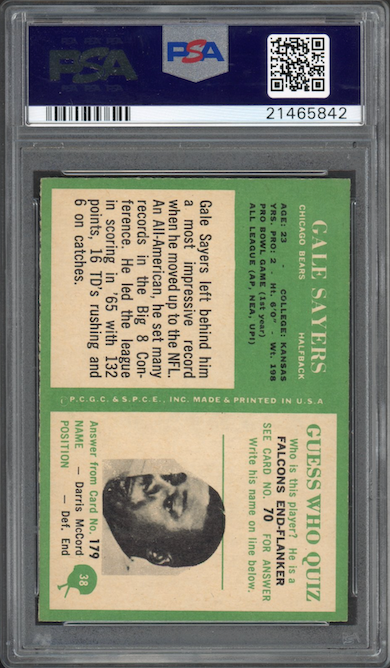 PSA
PSA
21465842
GALE SAYERS
CHICAGO BEARS HALFBACK
AGE: 23 - COLLEGE: KANSAS
YRS. PRO: 2 - Ht. 6'0" - Wt. 198
PRO BOWL GAME (1st year)
ALL LEAGUE (AP, NEA, UPI)
Gale Sayers left behind him
a most impressive record
when he moved up to the NFL.
An All-American, he set many
records in the Big 8 Con-
ference. He led the league
in scoring in '65 with 132
points, 16 TD's rushing and
6 on catches.
P.C.G.C. & S.P.C.E., INC. MADE & PRINTED IN U.S.A
GUESS WHO QUIZ
Who is this player? He is a
FALCONS END-FLANKER
SEE CARD NO. 70 FOR ANSWER
Write his name on line below.
Answer from Card No. 179
NAME — Darris McCord
POSITION — Def. End
38